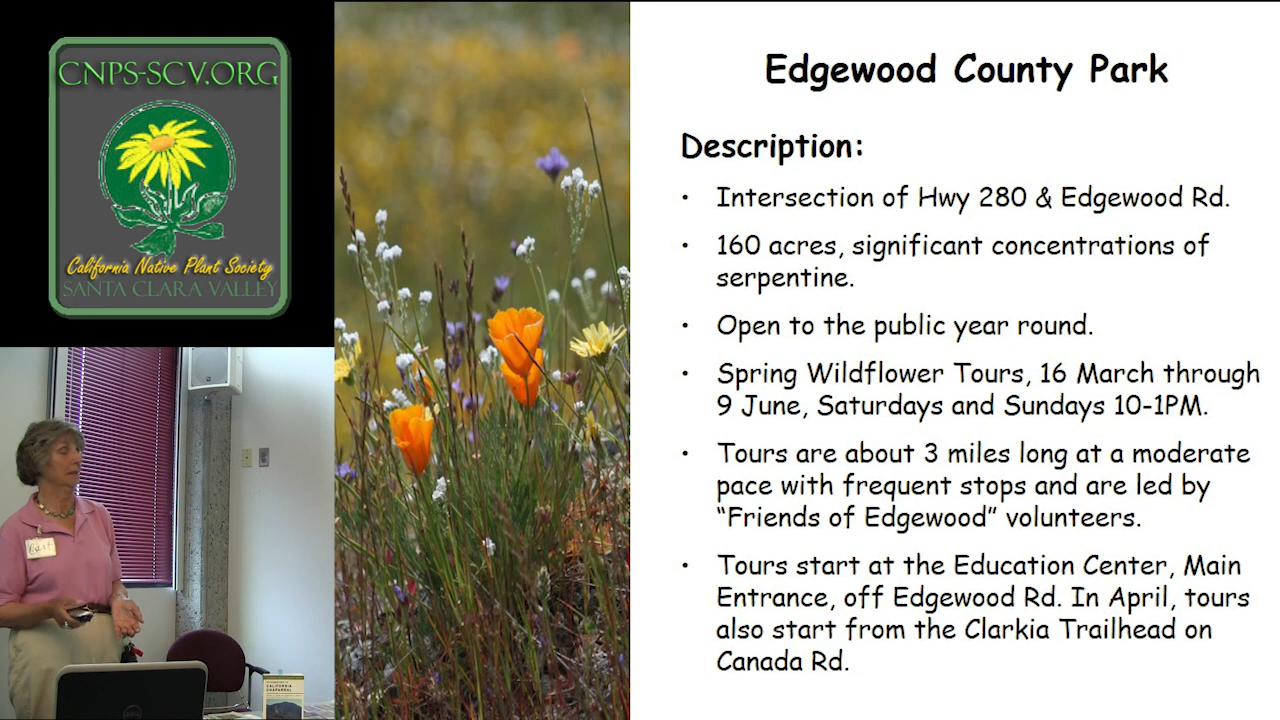 CNPS-SCV.ORG
California Native Plant Society
SANTA CLARA VALLEY
Edgewood County Park
Description:
• Intersection of Hwy 280 & Edgewood Rd.
• 160 acres, significant concentrations of
serpentine.
• Open to the public year round.
• Spring Wildflower Tours, 16 March through
9 June, Saturdays and Sundays 10-1PM.
• Tours are about 3 miles long at a moderate
pace with frequent stops and are led by
“Friends of Edgewood” volunteers.
• Tours start at the Education Center, Main
Entrance, off Edgewood Rd. In April, tours
also start from the Clarkia Trailhead on
Canada Rd.
CALIFORNIA
CHAPARRAL
DELL